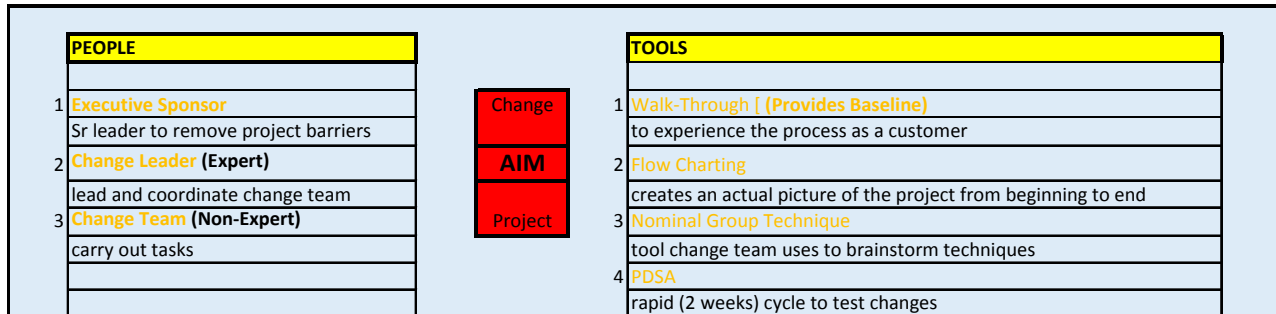 PEOPLE
1 Executive Sponsor
Sr leader to remove project barriers
2 Change Leader (Expert)
lead and coordinate change team
3 Change Team (Non-Expert)
carry out tasks
Change
AIM
Project
TOOLS
1 Walk-Through [ (Provides Baseline)
to experience the process as a customer
2 Flow Charting
creates an actual picture of the project from beginning to end
3 Nominal Group Technique
tool change team uses to brainstorm techniques
4 PDSA
rapid (2 weeks) cycle to test changes